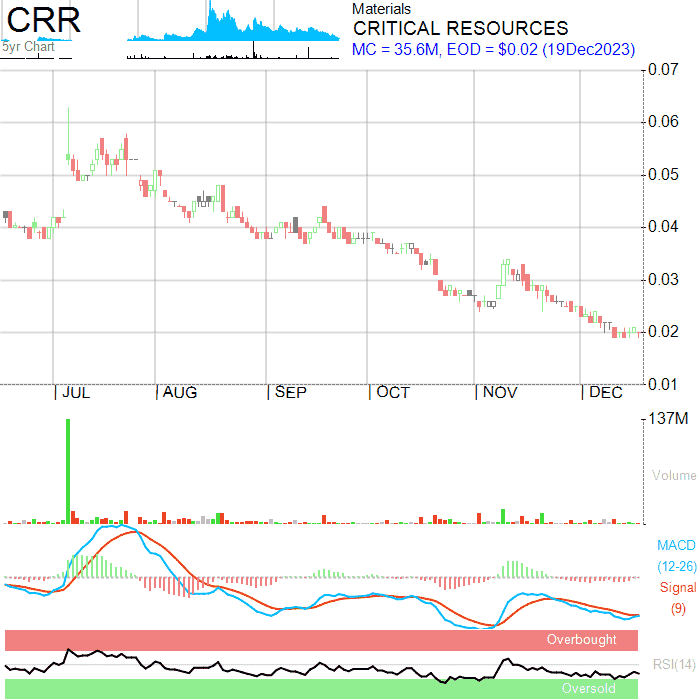 CRR
5yr Chart
Materials
CRITICAL RESOURCES
MC = 35.6M, EOD = $0.02 (19Dec2023)
0.07
0.06
0.05
0.04
0.03
0.02
0.01
JUL AUG SEP OCT NOV DEC
137M
Volume
MACD
(12-26)
Signal
(9)
Overbought
RSI(14)
Oversold